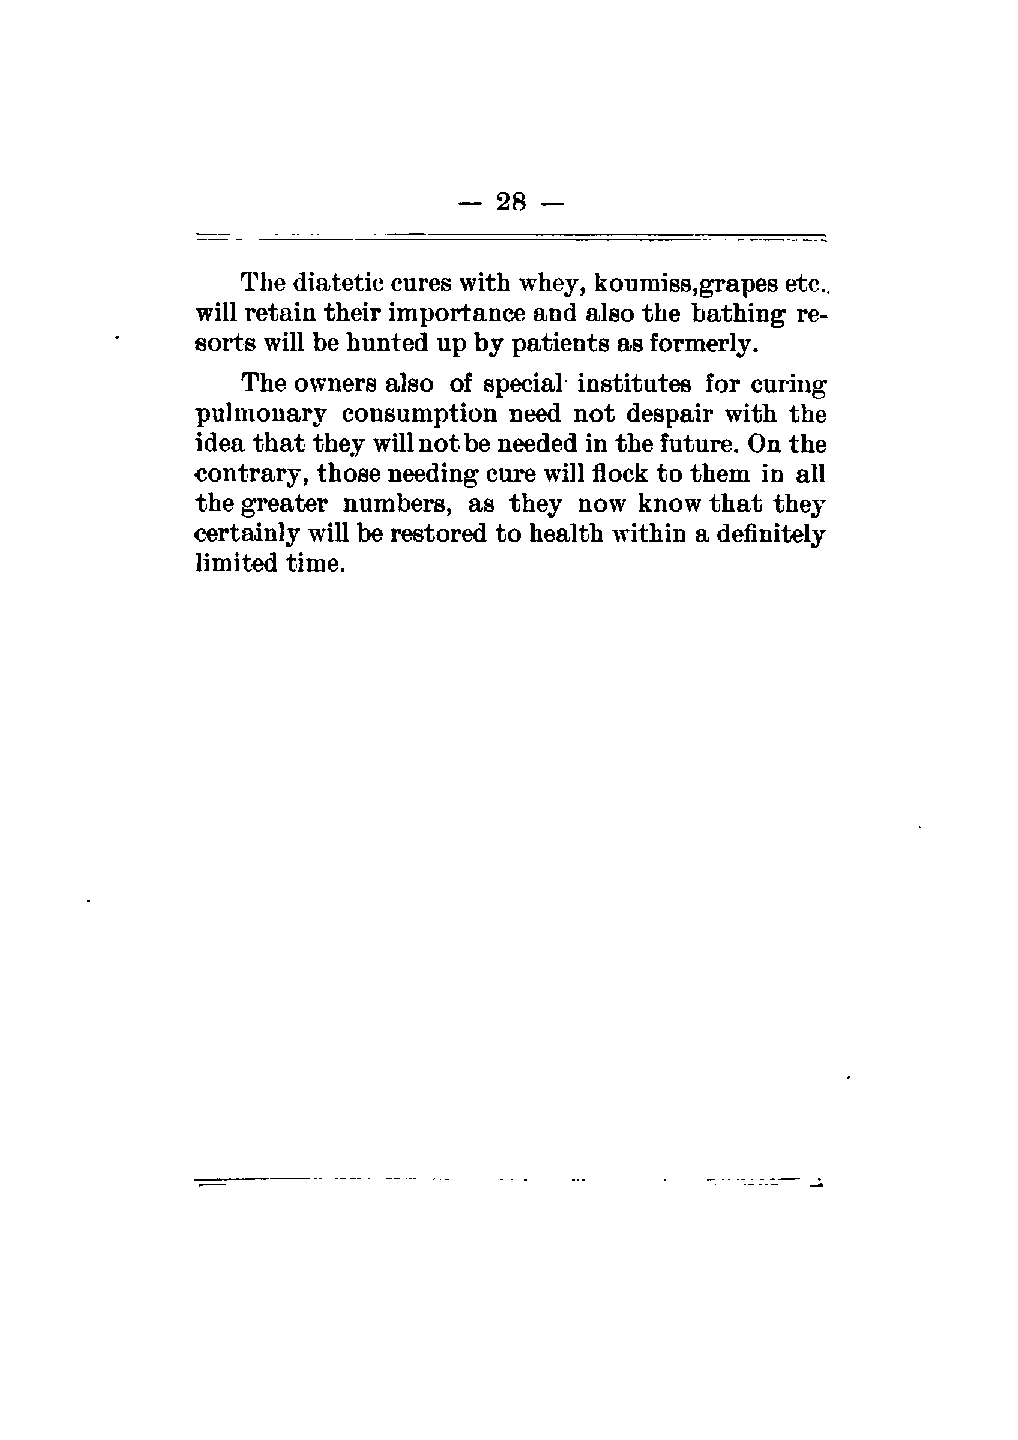 — 28 —
The diatetic cures with whey, koumiss,grapes etc..
will retain their importance and also the bathing re-
sorts will be hunted up by patients as formerly.
The owners also of special institutes for curing
pulmonary consumption need not despair with the
idea that they will not be needed in the future. On the
contrary, those needing cure will flock to them in all
the greater numbers, as they now know that they
certainly will be restored to health within a definitely
limited time.